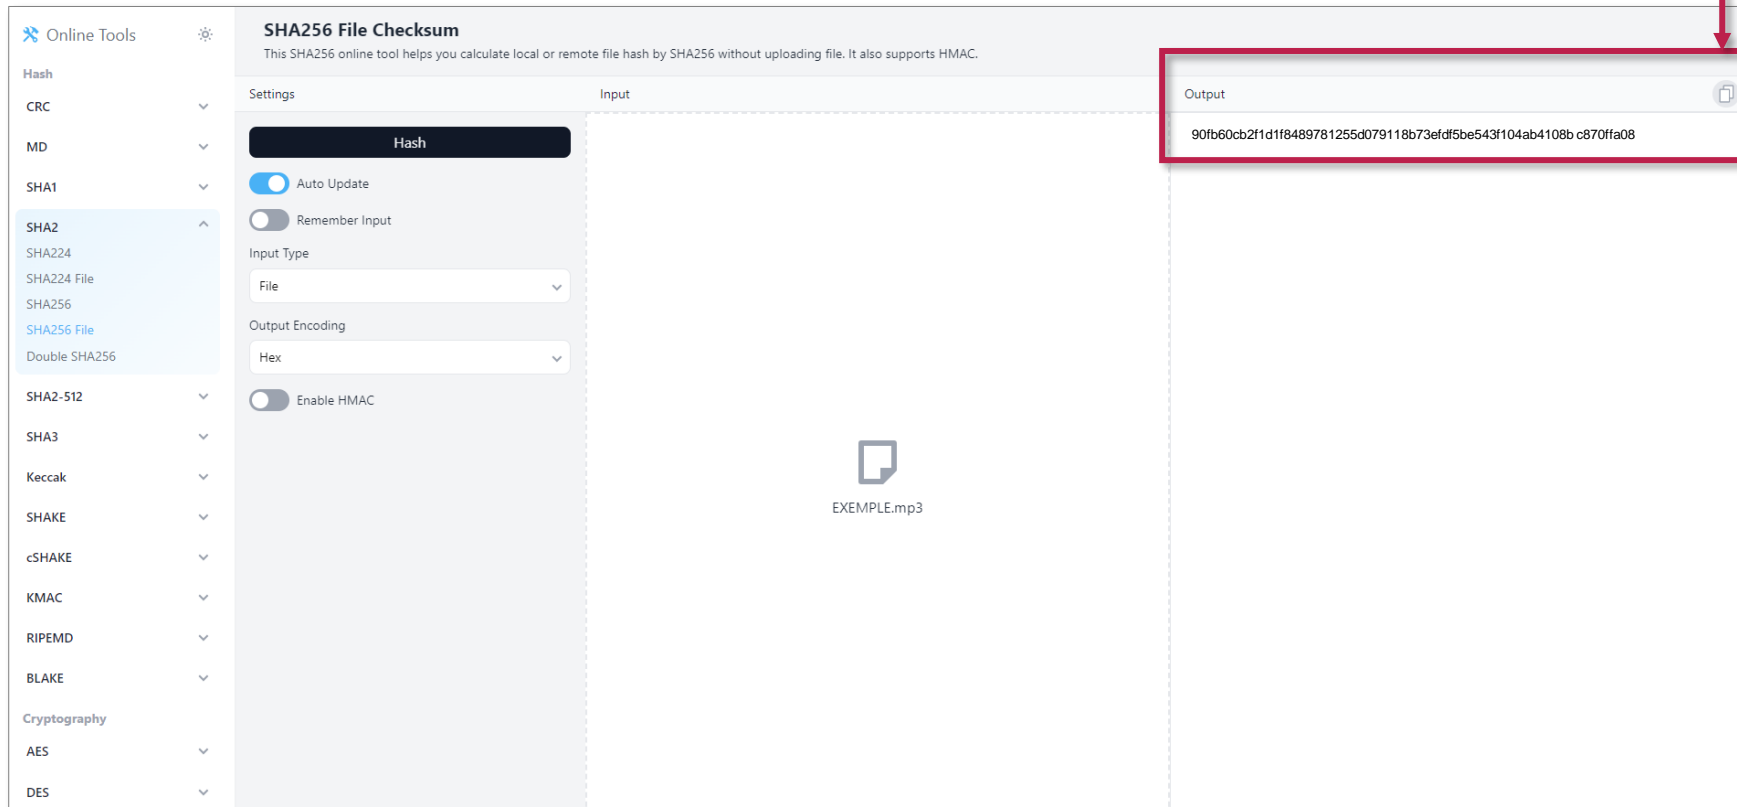 Online Tools
Hash
CRC
MD
SHA1
SHA2
SHA224
SHA224 File
SHA256
SHA256 File
Double SHA256
SHA2-512
SHA3
Keccak
SHAKE
cSHAKE
KMAC
RIPEMD
BLAKE
Cryptography
AES
DES
SHA256 File Checksum
This SHA256 online tool helps you calculate local or remote file hash by SHA256 without uploading file. It also supports HMAC.
Settings
Hash
Auto Update
Remember Input
Input Type
File
Output Encoding
Hex
Enable HMAC
Input
EXEMPLE.mp3
Output
90fb60cb2f1d1f8489781255d079118b73efdf5be543f104ab4108b c870ffa08